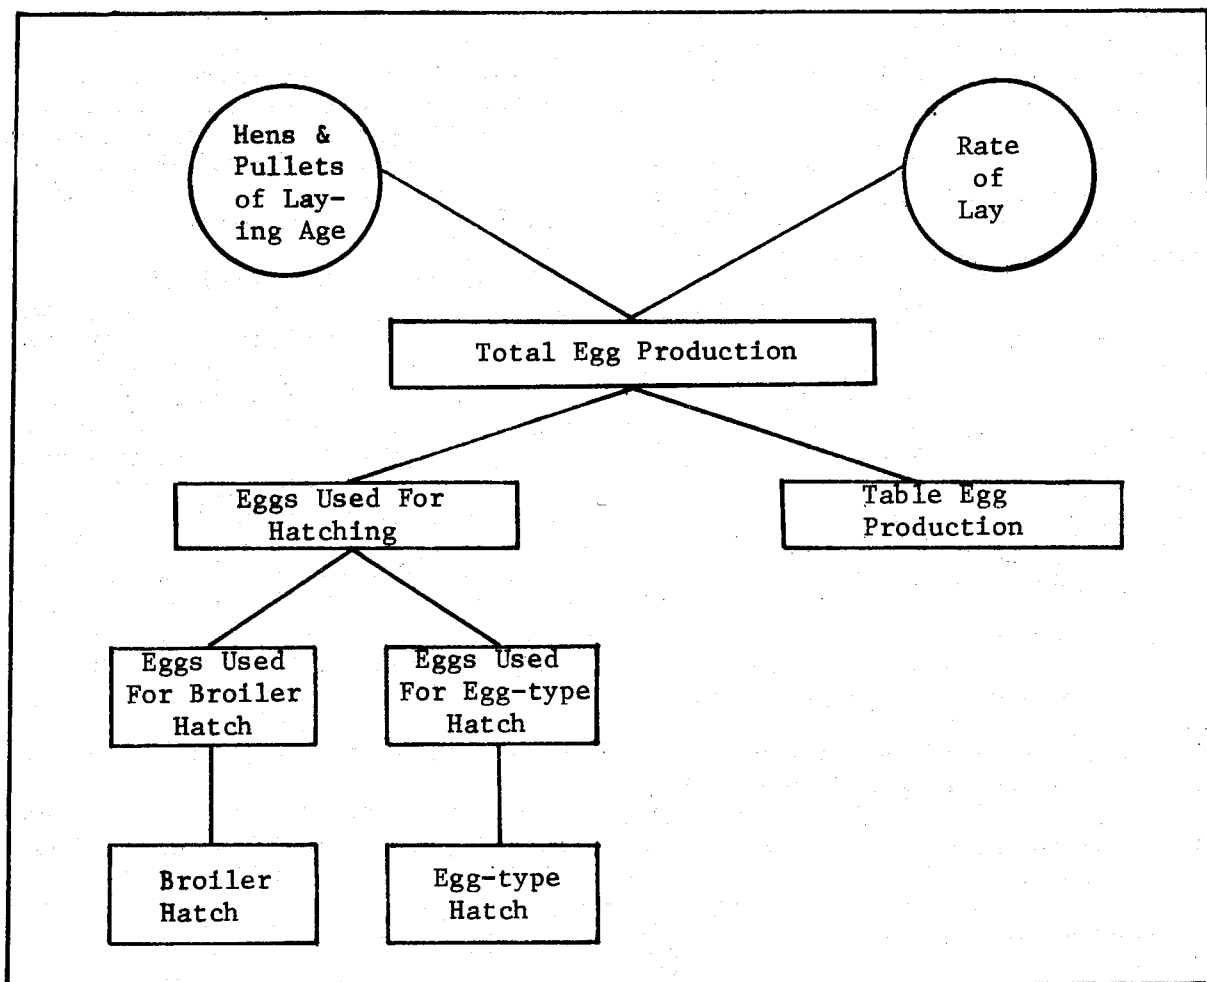 Hens &
Pullets
of Lay-
ing Age
Rate
of
Lay
Total Egg Production
Eggs Used For
Hatching
Table Egg
Production
Eggs Used
For Broiler
Hatch
Eggs Used
For Egg-type
Hatch
Broiler
Hatch
Egg-type
Hatch